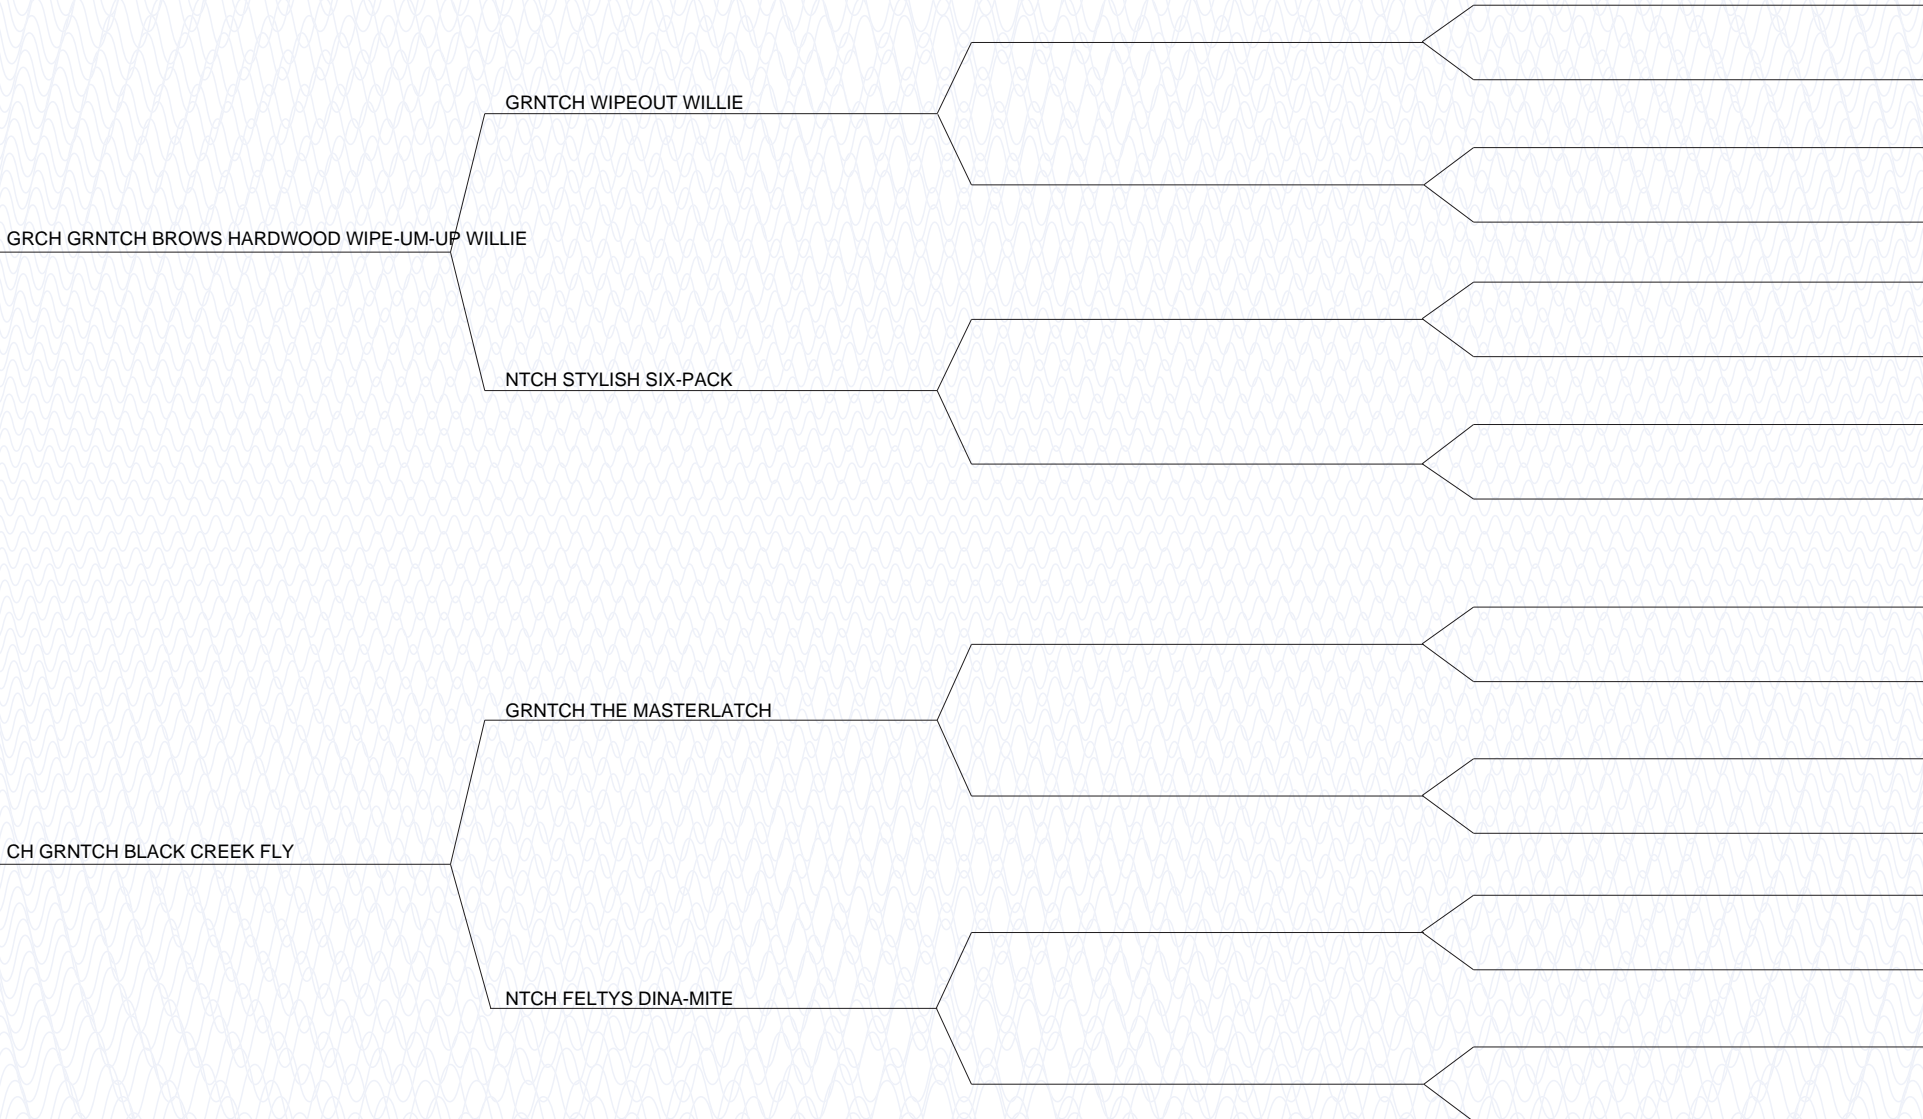 GRNTCH WIPEOUT WILLIE
GRCH GRNTCH BROWS HARDWOOD WIPE-UM-UP WILLIE
NTCH STYLISH SIX-PACK
GRNTCH THE MASTERLATCH
CH GRNTCH BLACK CREEK FLY
NTCH FELTYS DINA-MITE